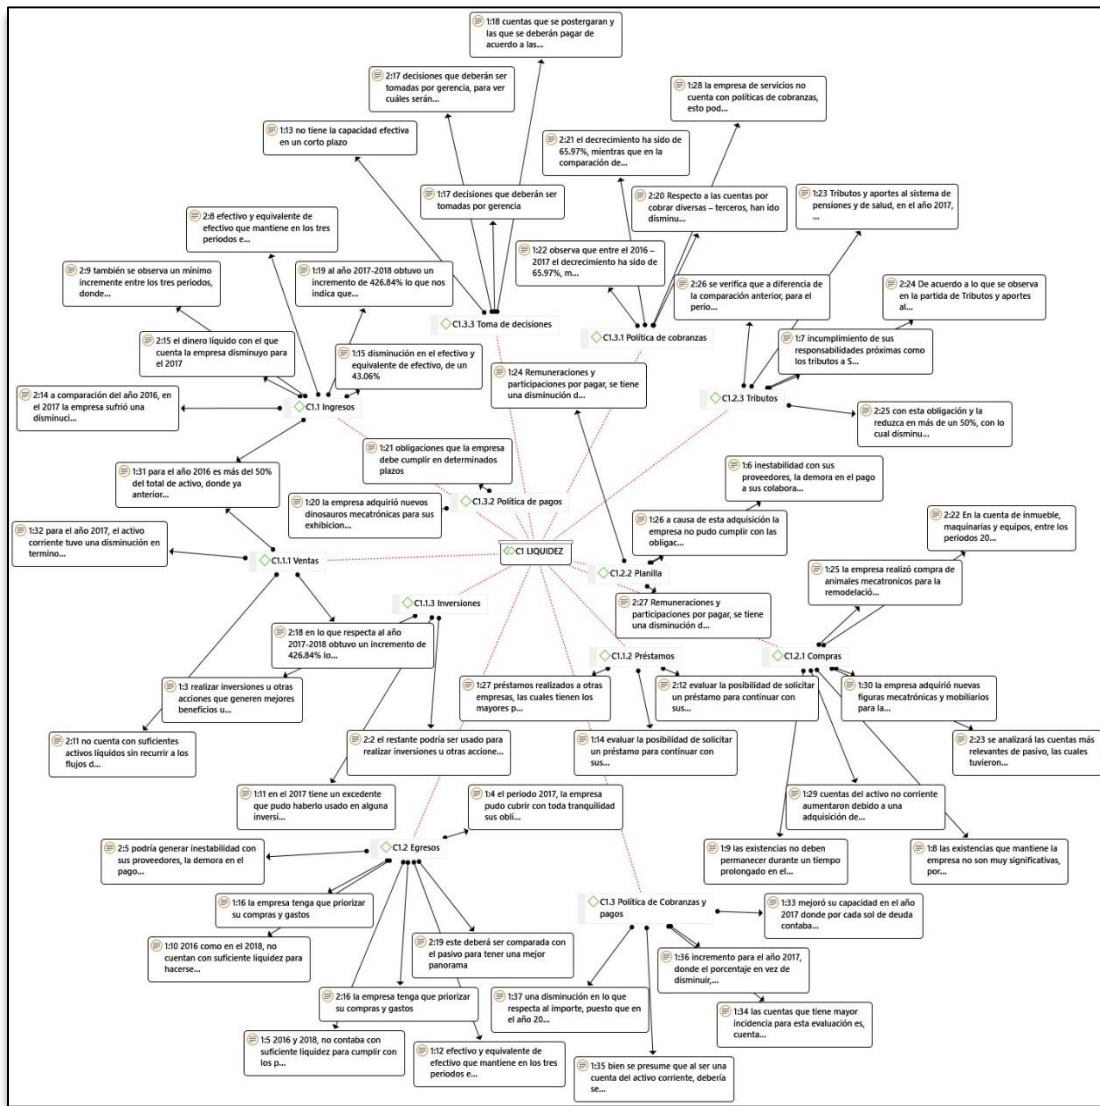 1:18 cuentas que se postergaran y
las que se deberán pagar de
acuerdo a las...
2:17 decisiones que deberán ser
tomadas por gerencia, para ver
cuáles serán...
1:28 la empresa de servicios no
cuenta con políticas de cobranzas,
esto pod...
1:13 no tiene la capacidad efectiva
en un corto plazo
2:21 el decrecimiento ha sido de
65.97%, mientras que en la
comparación de...
1:17 decisiones que deberán ser
tomadas por gerencia
2:20 Respecto a las cuentas por
cobrar diversas – terceros, han ido
disminu...
1:23 Tributos y aportes al sistema de
pensiones y de salud, en el año 2017,
...
2:8 efectivo y equivalente de
efectivo que mantiene en los tres
periodos e...
1:22 observa que entre el 2016 –
2017 el decrecimiento ha sido de
65.97%, m...
2:9 también se observa un mínimo
incremente entre los tres periodos,
donde...
1:19 al año 2017-2018 obtuvo un
incremento de 426.84% lo que nos
indica que...
2:26 se verifica que a diferencia de
la comparación anterior, para el
perio...
2:24 De acuerdo a lo que se observa
en la partida de Tributos y aportes
al...
2:15 el dinero líquido con el que
cuenta la empresa disminuyo para
el 2017
C1.3.3 Toma de decisiones
C1.3.1 Política de cobranzas
1:7 incumplimiento de sus
responsabilidades próximas como
los tributos a S...
1:15 disminución en el efectivo y
equivalente de efectivo, de un
43.06%
1:24 Remuneraciones y
participaciones por pagar, se tiene
una disminución d...
2:14 a comparación del año 2016, en
el 2017 la empresa sufrió una
disminuci...
C1.1 Ingresos
C1.2.3 Tributos
2:25 con esta obligación y la
reduzca en más de un 50%, con lo
cual disminu...
1:21 obligaciones que la empresa
debe cumplir en determinados
plazos
1:31 para el año 2016 es más del 50%
del total de activo, donde ya
anterior...
1:6 inestabilidad con sus
proveedores, la demora en el pago
a sus colabora...
1:20 la empresa adquirió nuevos
dinosauros mecatrónicas para sus
exhibicion...
C1.3.2 Política de pagos
1:26 a causa de esta adquisición la
empresa no pudo cumplir con las
obligac...
2:22 En la cuenta de inmueble,
maquinarias y equipos, entre los
periodos 20...
1:32 para el año 2017, el activo
corriente tuvo una disminución en
termino...
C1.1.1 Ventas
C1 LIQUIDEZ
C1.2.2 Planilla
1:25 la empresa realizó compra de
animales mecatronicos para la
remodelació...
C1.1.3 Inversiones
2:27 Remuneraciones y
participaciones por pagar, se tiene
una disminución d...
2:18 en lo que respecta al año
2017-2018 obtuvo un incremento de
426.84% lo...
C1.1.2 Préstamos
C1.2.1 Compras
1:3 realizar inversiones u otras
acciones que generen mejores
beneficios u...
1:27 préstamos realizados a otras
empresas, las cuales tienen los
mayores p...
2:12 evaluar la posibilidad de solicitar
un préstamo para continuar con
sus...
1:30 la empresa adquirió nuevas
figuras mecatrónicas y mobiliarios
para la...
2:11 no cuenta con suficientes
activos líquidos sin recurrir a los
flujos d...
2:2 el restante podría ser usado para
realizar inversiones u otras accione...
1:14 evaluar la posibilidad de solicitar
un préstamo para continuar con
sus...
2:23 se analizará las cuentas más
relevantes de pasivo, las cuales
tuvieron...
1:11 en el 2017 tiene un excedente
que pudo haberlo usado en alguna
inversi...
1:4 el periodo 2017, la empresa
pudo cubrir con toda tranquilidad
sus obli...
1:29 cuentas del activo no corriente
aumentaron debido a una
adquisición de...
2:5 podría generar inestabilidad con
sus proveedores, la demora en el
pago...
C1.2 Egresos
1:9 las existencias no deben
permanecer durante un tiempo
prolongado en el...
1:8 las existencias que mantiene la
empresa no son muy significativas,
por...
1:16 la empresa tenga que priorizar
su compras y gastos
C1.3 Política de Cobranzas y
pagos
1:33 mejoró su capacidad en el año
2017 donde por cada sol de deuda
contaba...
1:10 2016 como en el 2018, no
cuentan con suficiente liquidez para
hacerse...
2:19 este deberá ser comparada con
el pasivo para tener una mejor
panorama
1:36 incremento para el año 2017,
donde el porcentaje en vez de
disminuir,...
2:16 la empresa tenga que priorizar
su compras y gastos
1:37 una disminución en lo que
respecta al importe, puesto que en
el año 20...
1:34 las cuentas que tiene mayor
incidencia para esta evaluación es,
cuenta...
1:5 2016 y 2018, no contaba con
suficiente liquidez para cumplir con
los p...
1:12 efectivo y equivalente de
efectivo que mantiene en los tres
periodos e...
1:35 bien se presume que al ser una
cuenta del activo corriente, debería
se...